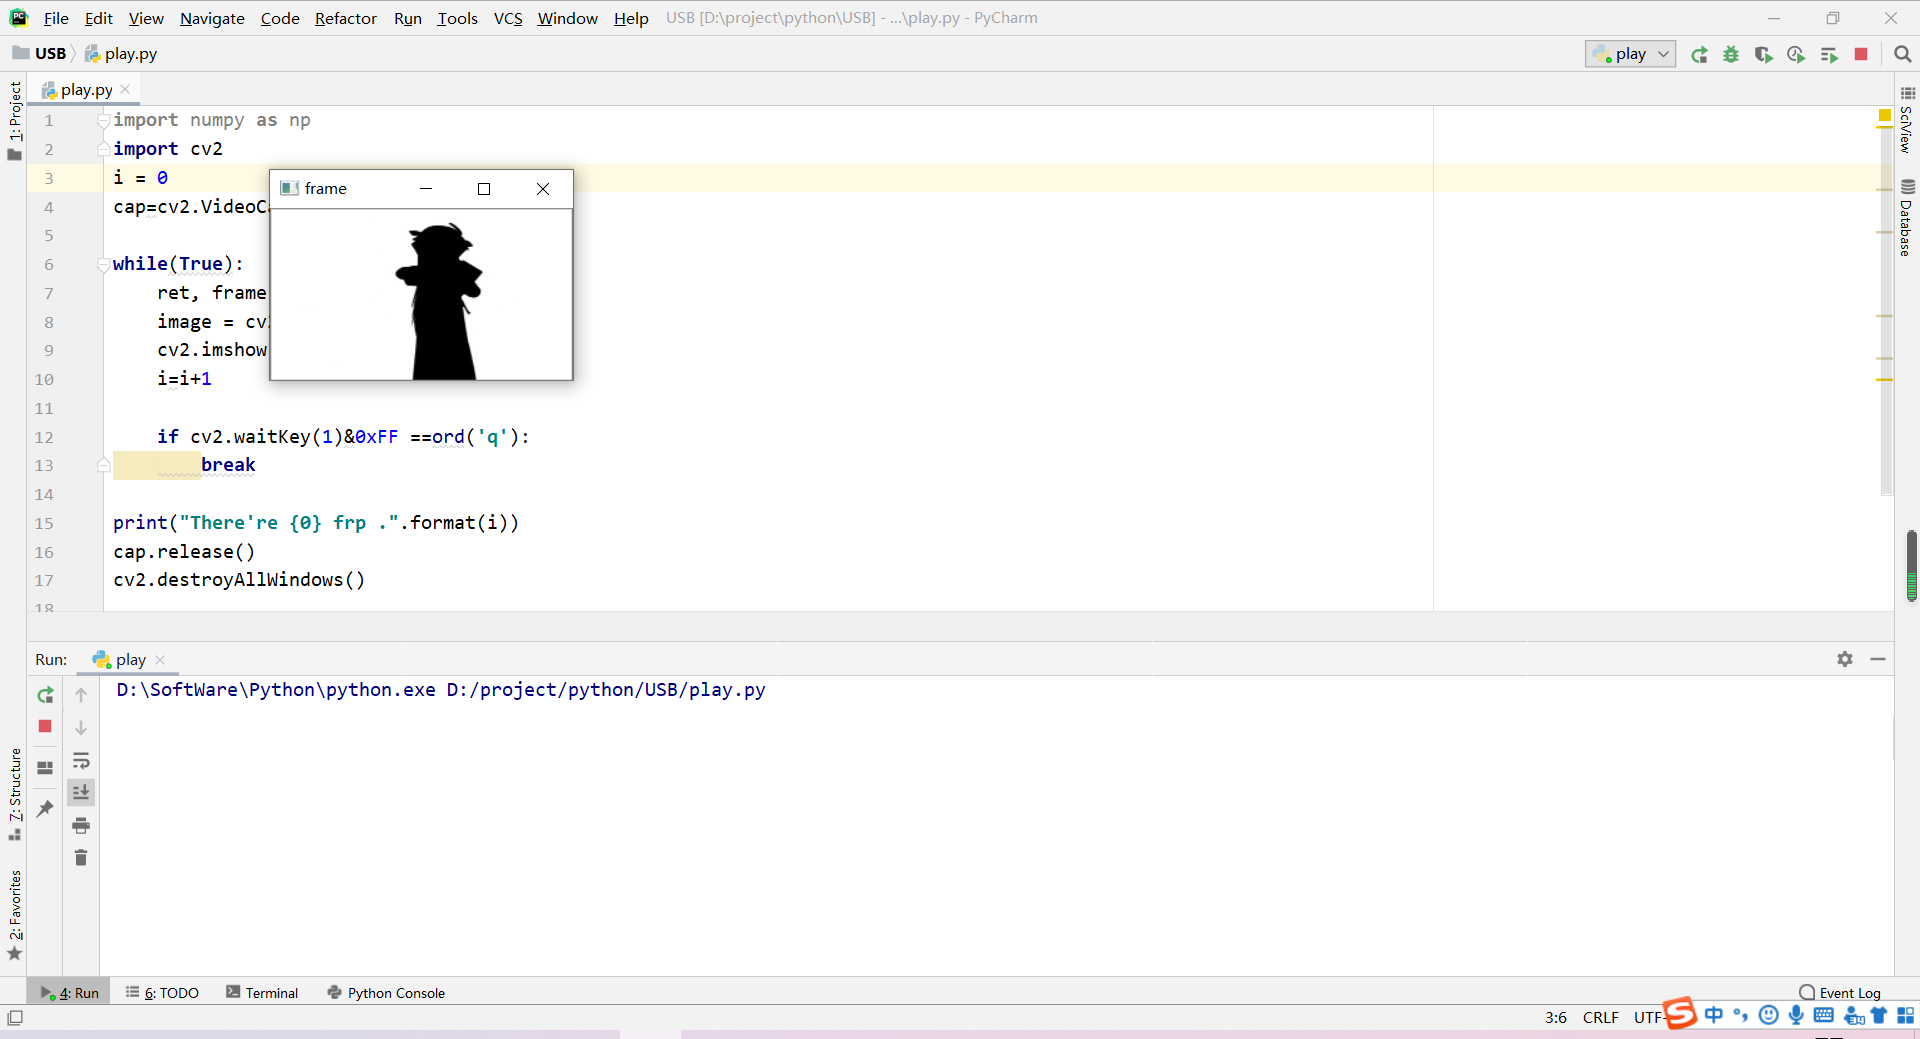 File Edit View Navigate Code Refactor Run Tools VCS Window Help USB [D:\project\python\USB] - ...\play.py - PyCharm
USB play.py play
play.py
1: Project
SciView
Database
1 import numpy as np
2 import cv2
3 i = 0
4 cap=cv2.VideoC
5
6 while(True):
7 ret, frame
8 image = cv
9 cv2.imshow
10 i=i+1
11
12 if cv2.waitKey(1)&0xFF ==ord('q'):
13 break
14
15 print("There're {0} frp .".format(i))
16 cap.release()
17 cv2.destroyAllWindows()
18
frame
Run: play
D:\SoftWare\Python\python.exe D:/project/python/USB/play.py
7: Structure
2: Favorites
4: Run 6: TODO Terminal Python Console Event Log
3:6 CRLF UTF- 中